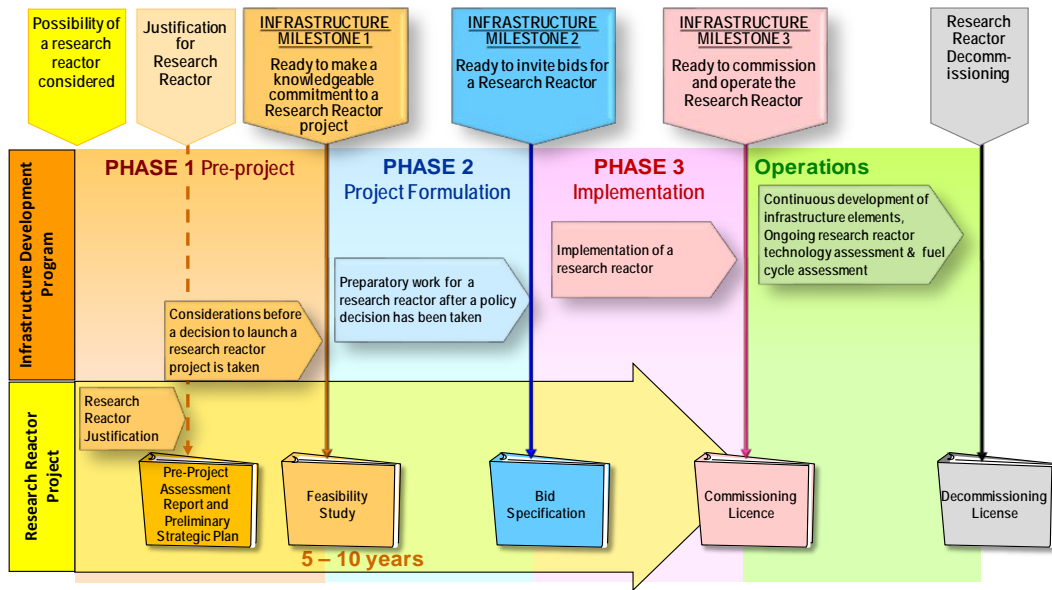 Possibility of
a research
reactor
considered
Justification
for
Research
Reactor
INFRASTRUCTURE
MILESTONE 1
Ready to make a
knowledgeable
commitment to a
Research Reactor
project
INFRASTRUCTURE
MILESTONE 2
Ready to invite bids for
a Research Reactor
INFRASTRUCTURE
MILESTONE 3
Ready to commission
and operate the
Research Reactor
Research
Reactor
Decomm-
issioning
Infrastructure Development
Program
PHASE 1 Pre-project
PHASE 2
Project Formulation
PHASE 3
Implementation
Operations
Considerations before
a decision to launch a
research reactor
project is taken
Preparatory work for a
research reactor after a policy
decision has been taken
Implementation of a
research reactor
Continuous development of
infrastructure elements,
Ongoing research reactor
technology assessment & fuel
cycle assessment
Research Reactor
Project
Research
Reactor
Justification
Pre-Project
Assessment
Report and
Preliminary
Strategic Plan
Feasibility
Study
Bid
Specification
Commissioning
Licence
Decommissioning
License
5 – 10 years